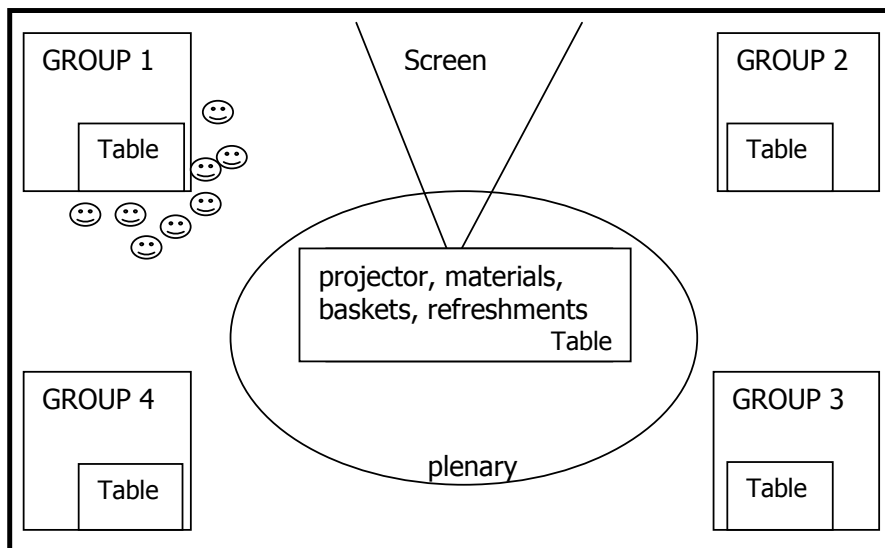 GROUP 1
Table
Screen
GROUP 2
Table
projector, materials,
baskets, refreshments
Table
plenary
GROUP 4
Table
GROUP 3
Table